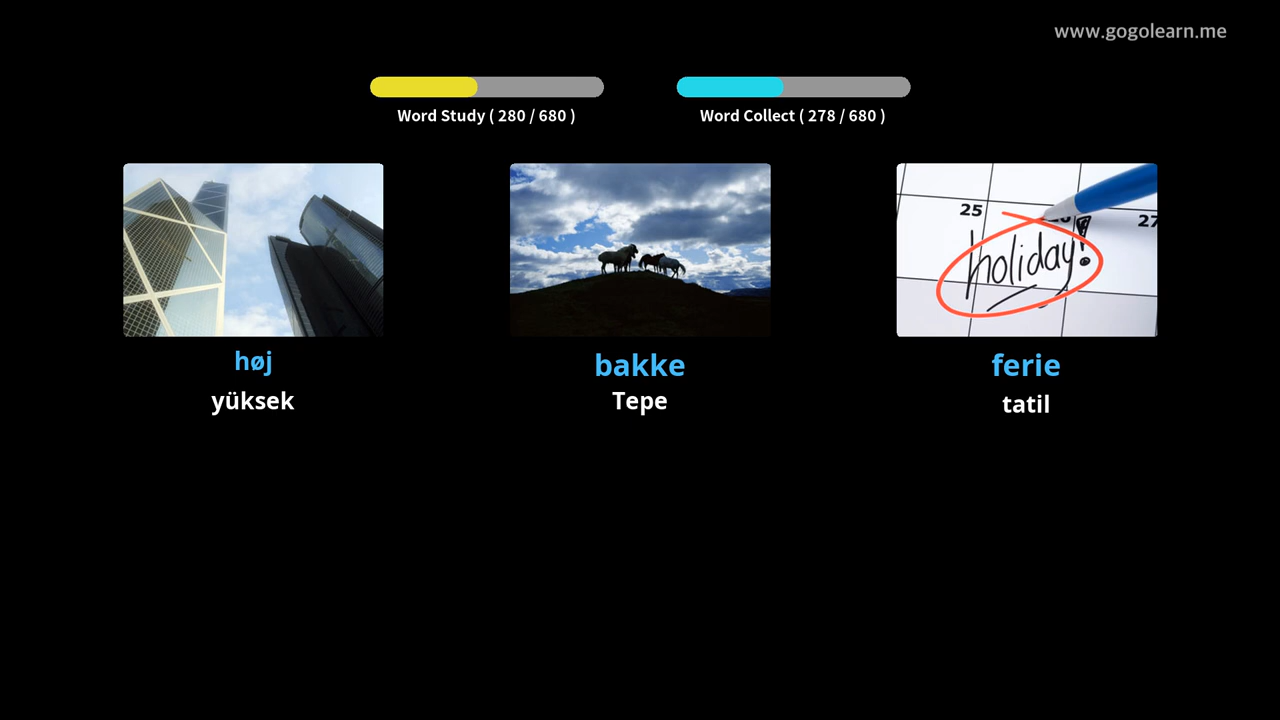 www.gogolearn.me
Word Study ( 280 / 680 )
Word Collect ( 278 / 680 )
25
26
27
holiday!
høj
bakke
ferie
yüksek
Tepe
tatil